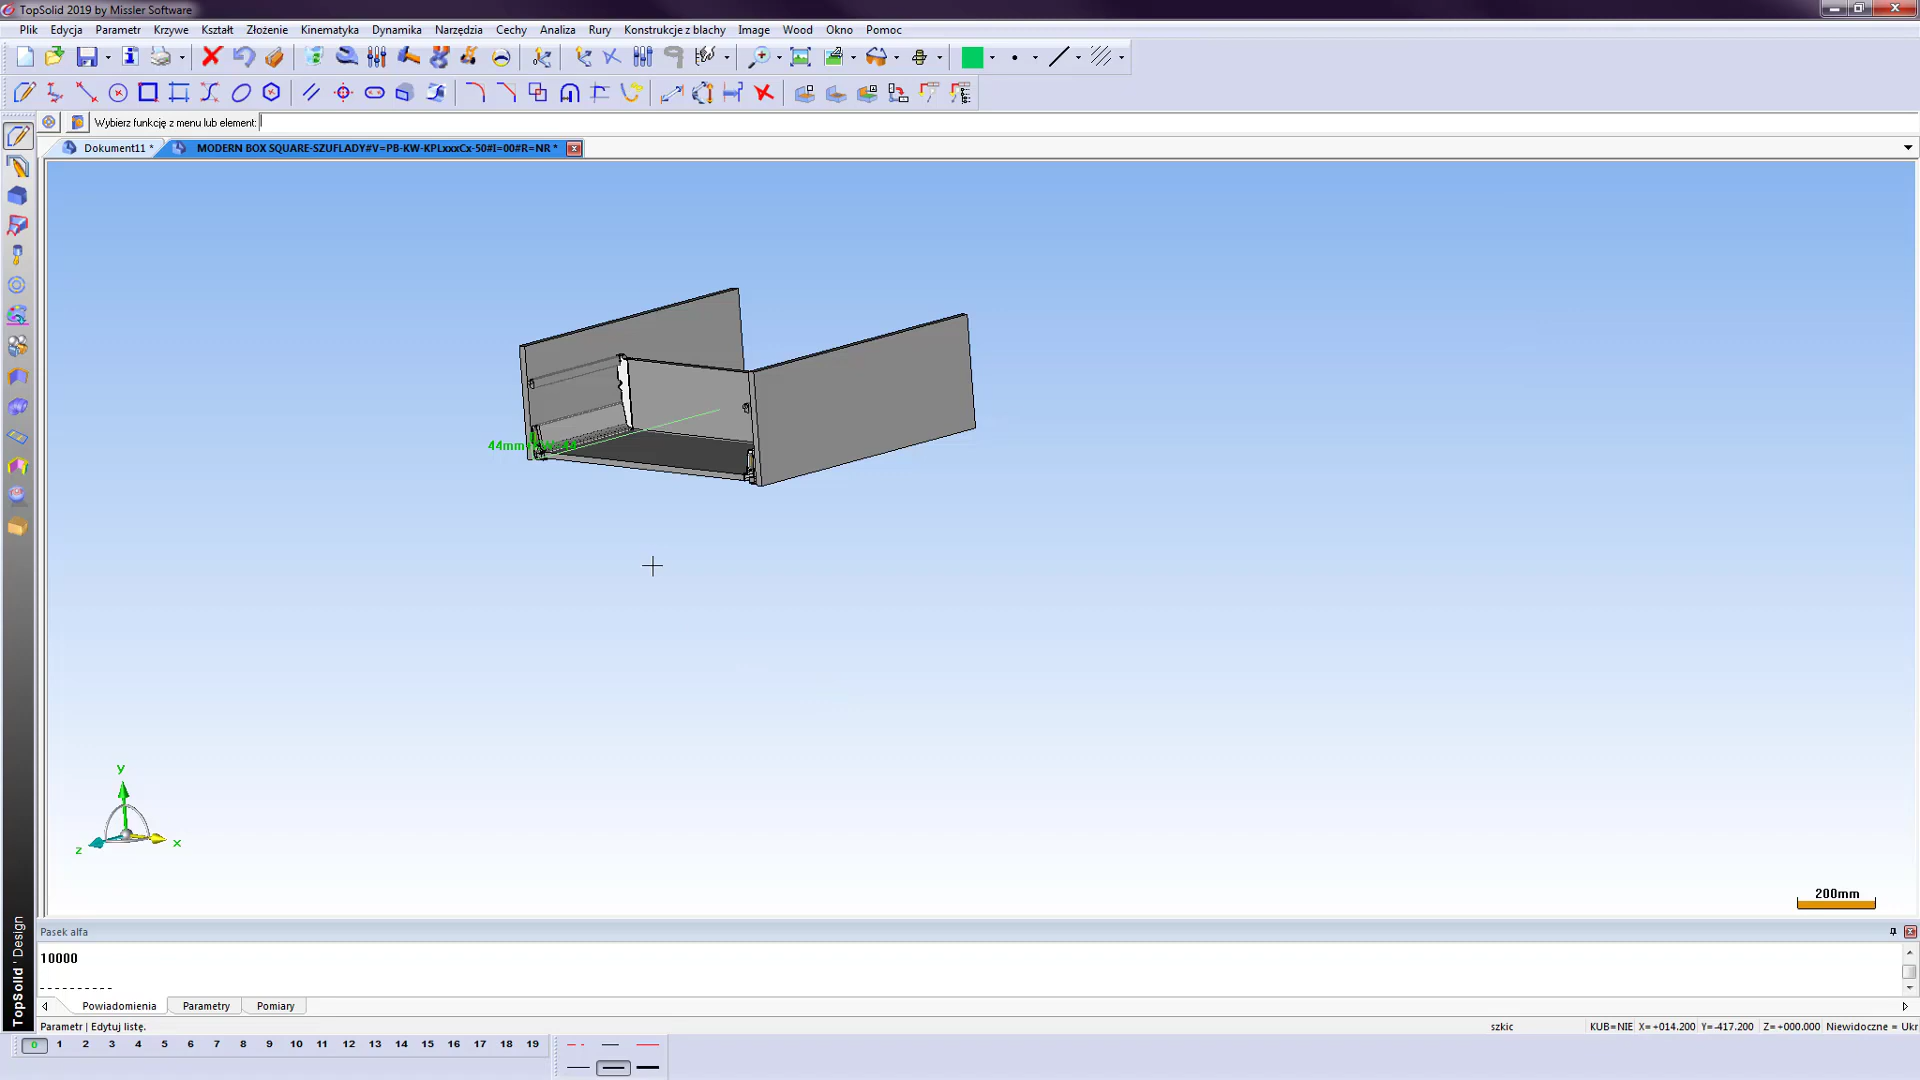 TopSolid 2019 by Missler Software
Plik Edycja Parametr Krzywe Kształt Złożenie Kinematyka Dynamika Narzędzia Cechy Analiza Rury Konstrukcje z blachy Image Wood Okno Pomoc
Wybierz funkcję z menu lub element:
Dokument11 * MODERN BOX SQUARE-SZUFLADY#V=PB-KW-KPLxxxCx-50#I=00#R=NR *
44mm
y
x
z
200mm
Pasek alfa
10000
----------
Powiadomienia Parametry Pomiary
Parametr | Edytuj listę.
szkic KUB=NIE X= +014.200 Y=-417.200 Z= +000.000 Niewidoczne = Ukr
0 1 2 3 4 5 6 7 8 9 10 11 12 13 14 15 16 17 18 19
TopSolid'Design